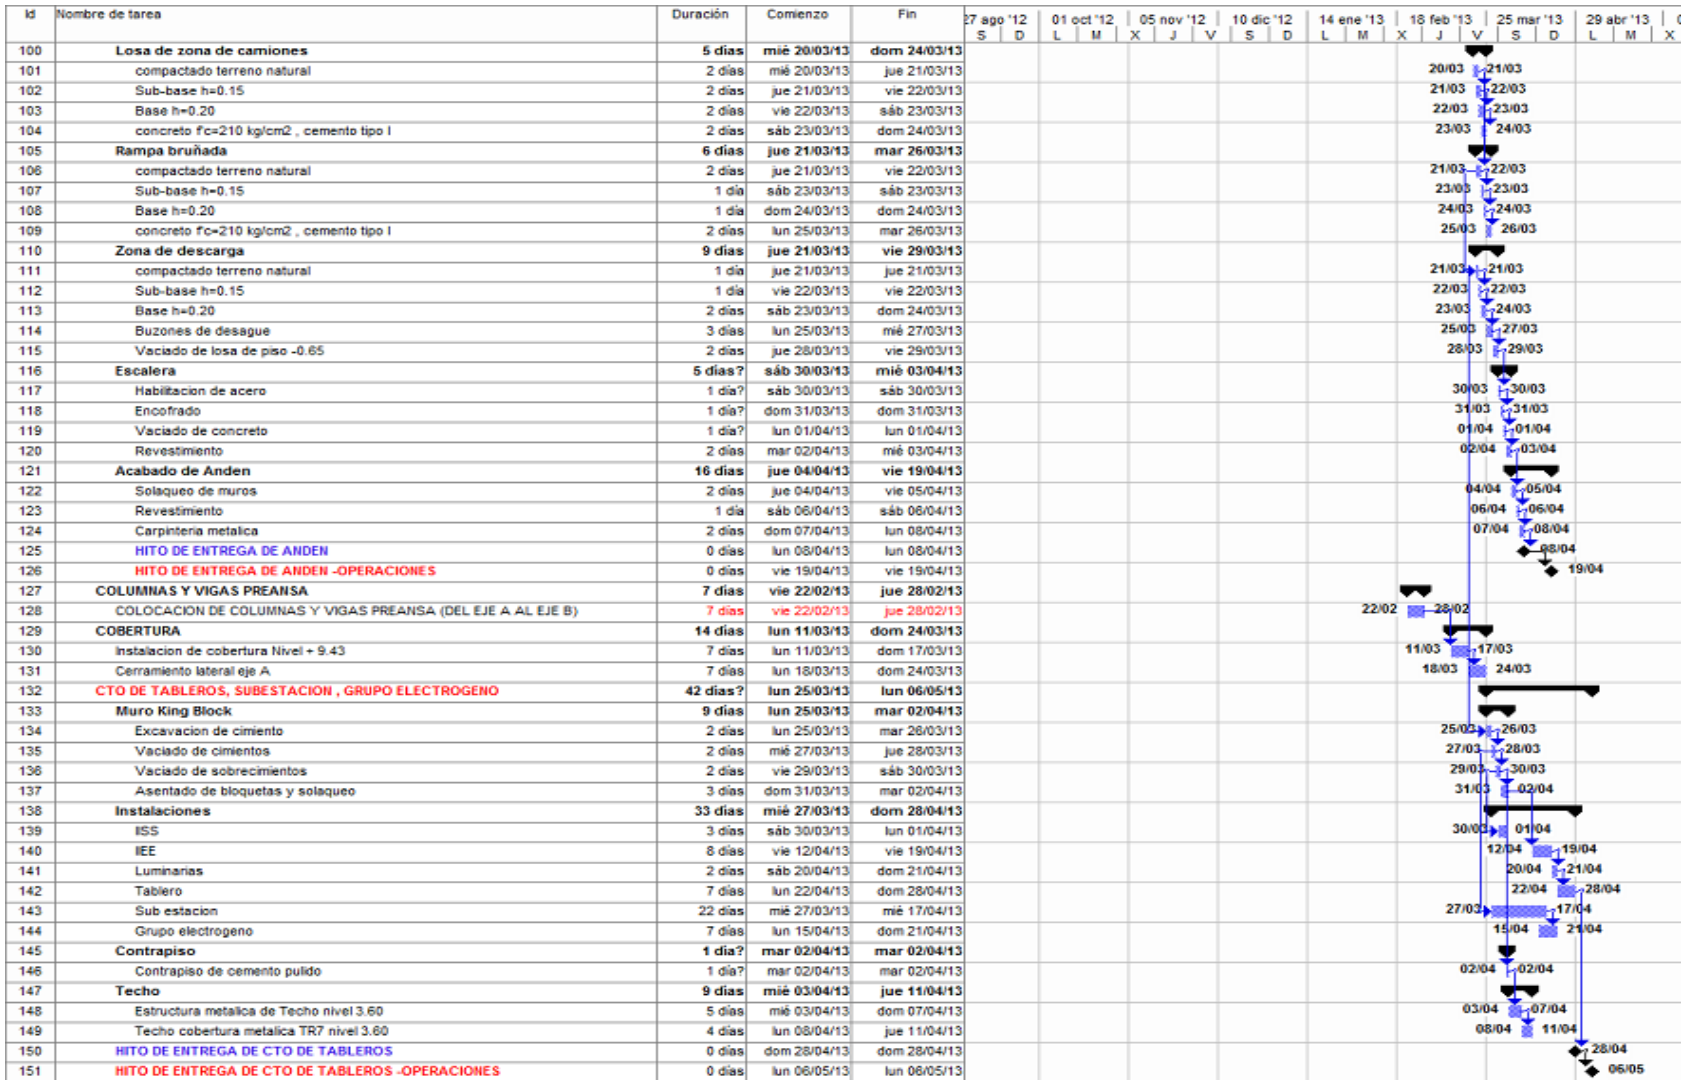 Id Nombre de tarea Duración Comienzo Fin 27 ago '12 01 oct '12 05 nov '12 10 dic '12 14 ene '13 18 feb '13 25 mar '13 29 abr '13 0
S D L M X J V S D L M X J V S D L M X
100 Losa de zona de camiones 5 días mié 20/03/13 dom 24/03/13
101 compactado terreno natural 2 días mié 20/03/13 jue 21/03/13 20/03 21/03
102 Sub-base h=0.15 2 días jue 21/03/13 vie 22/03/13 21/03 22/03
103 Base h=0.20 2 días vie 22/03/13 sáb 23/03/13 22/03 23/03
104 concreto f'c=210 kg/cm2 , cemento tipo I 2 días sáb 23/03/13 dom 24/03/13 23/03 24/03
105 Rampa bruñada 6 días jue 21/03/13 mar 26/03/13
106 compactado terreno natural 2 días jue 21/03/13 vie 22/03/13 21/03 22/03
107 Sub-base h=0.15 1 día sáb 23/03/13 sáb 23/03/13 23/03 23/03
108 Base h=0.20 1 día dom 24/03/13 dom 24/03/13 24/03 24/03
109 concreto f'c=210 kg/cm2 , cemento tipo I 2 días lun 25/03/13 mar 26/03/13 25/03 26/03
110 Zona de descarga 9 días jue 21/03/13 vie 29/03/13
111 compactado terreno natural 1 día jue 21/03/13 jue 21/03/13 21/03 21/03
112 Sub-base h=0.15 1 día vie 22/03/13 vie 22/03/13 22/03 22/03
113 Base h=0.20 2 días sáb 23/03/13 dom 24/03/13 23/03 24/03
114 Buzones de desague 3 días lun 25/03/13 mié 27/03/13 25/03 27/03
115 Vaciado de losa de piso -0.65 2 días jue 28/03/13 vie 29/03/13 28/03 29/03
116 Escalera 5 días? sáb 30/03/13 mié 03/04/13
117 Habilitacion de acero 1 día? sáb 30/03/13 sáb 30/03/13 30/03 30/03
118 Encofrado 1 día? dom 31/03/13 dom 31/03/13 31/03 31/03
119 Vaciado de concreto 1 día? lun 01/04/13 lun 01/04/13 01/04 01/04
120 Revestimiento 2 días mar 02/04/13 mié 03/04/13 02/04 03/04
121 Acabado de Anden 16 días jue 04/04/13 vie 19/04/13
122 Solaqueo de muros 2 días jue 04/04/13 vie 05/04/13 04/04 05/04
123 Revestimiento 1 día sáb 06/04/13 sáb 06/04/13 06/04 06/04
124 Carpinteria metalica 2 días dom 07/04/13 lun 08/04/13 07/04 08/04
125 HITO DE ENTREGA DE ANDEN 0 días lun 08/04/13 lun 08/04/13 08/04
126 HITO DE ENTREGA DE ANDEN -OPERACIONES 0 días vie 19/04/13 vie 19/04/13 19/04
127 COLUMNAS Y VIGAS PREANSA 7 días vie 22/02/13 jue 28/02/13
128 COLOCACION DE COLUMNAS Y VIGAS PREANSA (DEL EJE A AL EJE B) 7 días vie 22/02/13 jue 28/02/13 22/02 28/02
129 COBERTURA 14 días lun 11/03/13 dom 24/03/13
130 Instalacion de cobertura Nivel + 9.43 7 días lun 11/03/13 dom 17/03/13 11/03 17/03
131 Cerramiento lateral eje A 7 días lun 18/03/13 dom 24/03/13 18/03 24/03
132 CTO DE TABLEROS, SUBESTACION , GRUPO ELECTROGENO 42 días? lun 25/03/13 lun 06/05/13
133 Muro King Block 9 días lun 25/03/13 mar 02/04/13
134 Excavacion de cimiento 2 días lun 25/03/13 mar 26/03/13 25/03 26/03
135 Vaciado de cimientos 2 días mié 27/03/13 jue 28/03/13 27/03 28/03
136 Vaciado de sobrecimientos 2 días vie 29/03/13 sáb 30/03/13 29/03 30/03
137 Asentado de bloquetas y solaqueo 3 días dom 31/03/13 mar 02/04/13 31/03 02/04
138 Instalaciones 33 días mié 27/03/13 dom 28/04/13
139 IISS 3 días sáb 30/03/13 lun 01/04/13 30/03 01/04
140 IIEE 8 días vie 12/04/13 vie 19/04/13 12/04 19/04
141 Luminarias 2 días sáb 20/04/13 dom 21/04/13 20/04 21/04
142 Tablero 7 días lun 22/04/13 dom 28/04/13 22/04 28/04
143 Sub estacion 22 días mié 27/03/13 mié 17/04/13 27/03 17/04
144 Grupo electrogeno 7 días lun 15/04/13 dom 21/04/13 15/04 21/04
145 Contrapiso 1 día? mar 02/04/13 mar 02/04/13
146 Contrapiso de cemento pulido 1 día? mar 02/04/13 mar 02/04/13 02/04 02/04
147 Techo 9 días mié 03/04/13 jue 11/04/13
148 Estructura metalica de Techo nivel 3.60 5 días mié 03/04/13 dom 07/04/13 03/04 07/04
149 Techo cobertura metalica TR7 nivel 3.60 4 días lun 08/04/13 jue 11/04/13 08/04 11/04
150 HITO DE ENTREGA DE CTO DE TABLEROS 0 días dom 28/04/13 dom 28/04/13 28/04
151 HITO DE ENTREGA DE CTO DE TABLEROS -OPERACIONES 0 días lun 06/05/13 lun 06/05/13 06/05